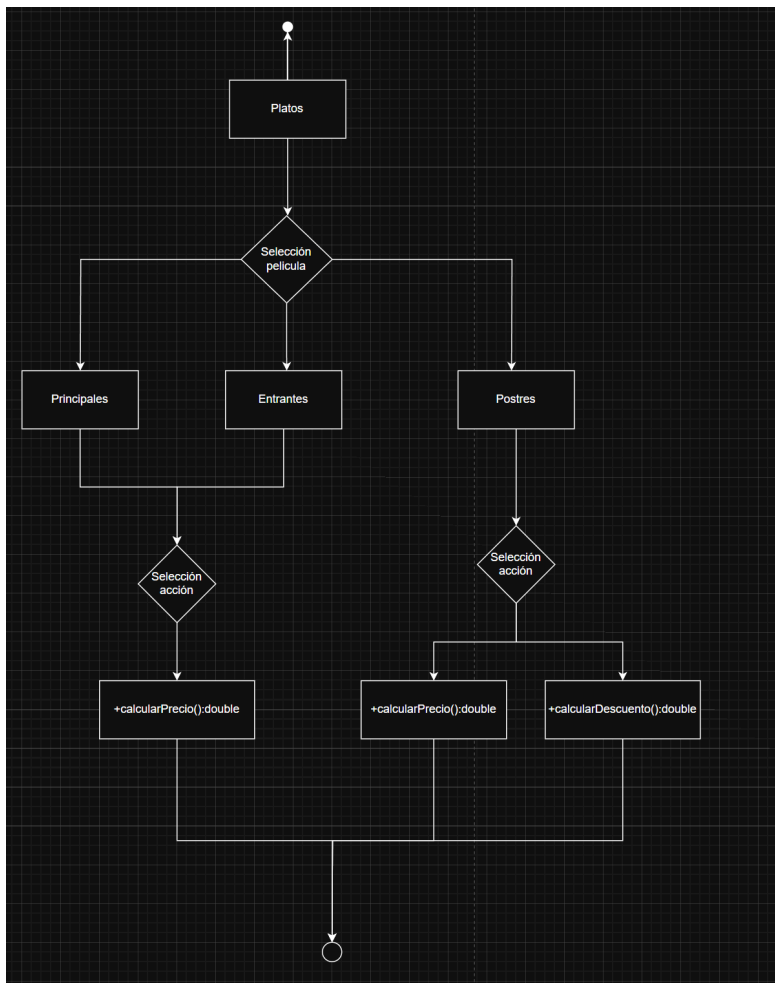 Platos
Selección
pelicula
Principales
Entrantes
Postres
Selección
acción
Selección
acción
+calcularPrecio():double
+calcularPrecio():double
+calcularDescuento():double